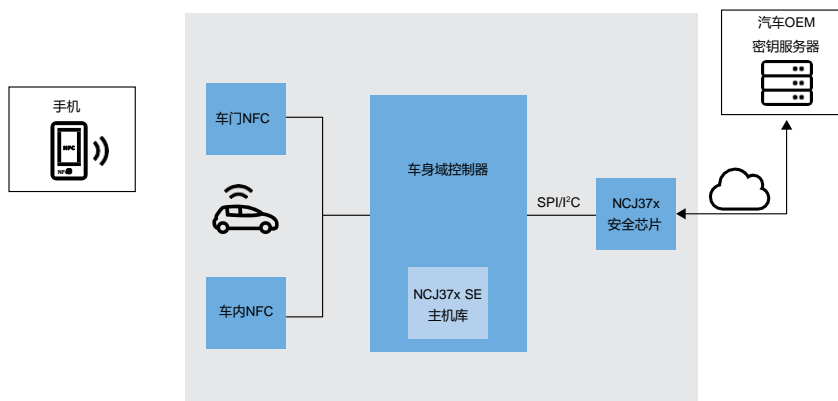 汽车OEM
密钥服务器
手机
NFC
车门NFC
车身域控制器
SPI/I²C
NCJ37x
安全芯片
NCJ37x SE
主机库
车内NFC